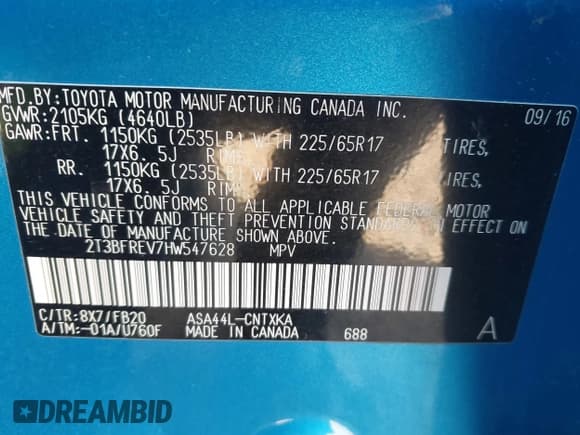 MFD.BY:TOYOTA MOTOR MANUFACTURING CANADA INC. 09/16
GVWR:2105KG (4640LB)
GAWR:FRT. 1150KG (2535LB) WITH 225/65R17 TIRES,
17X6.5J RIMS
RR. 1150KG (2535LB) WITH 225/65R17 TIRES,
17X6.5J RIMS
THIS VEHICLE CONFORMS TO ALL APPLICABLE FEDERAL MOTOR
VEHICLE SAFETY AND THEFT PREVENTION STANDARDS IN EFFECT ON
THE DATE OF MANUFACTURE SHOWN ABOVE.
2T3BFREV7HW547628 MPV
C/TR:8X7/FB20 ASA44L-CNTXKA
A/TM:-01A/U760F MADE IN CANADA 688 A
DREAMBID